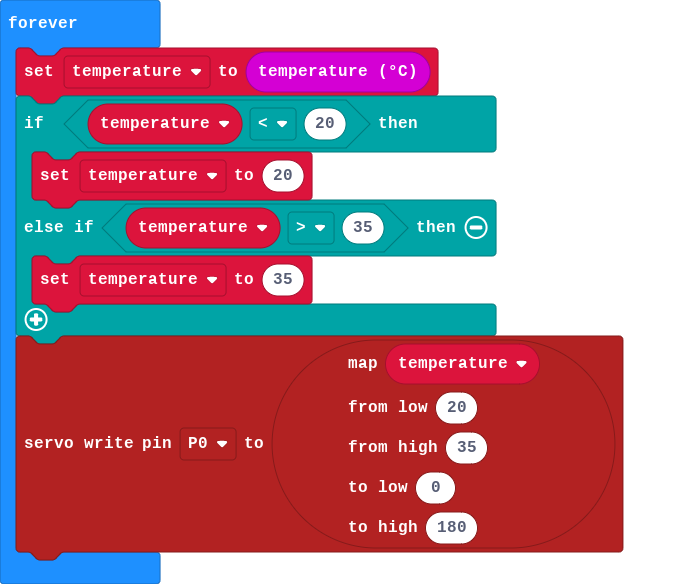 forever
set temperature to temperature (°C)
if temperature < 20 then
set temperature to 20
else if temperature > 35 then
set temperature to 35
map temperature
from low 20
from high 35
servo write pin P0 to
to low 0
to high 180